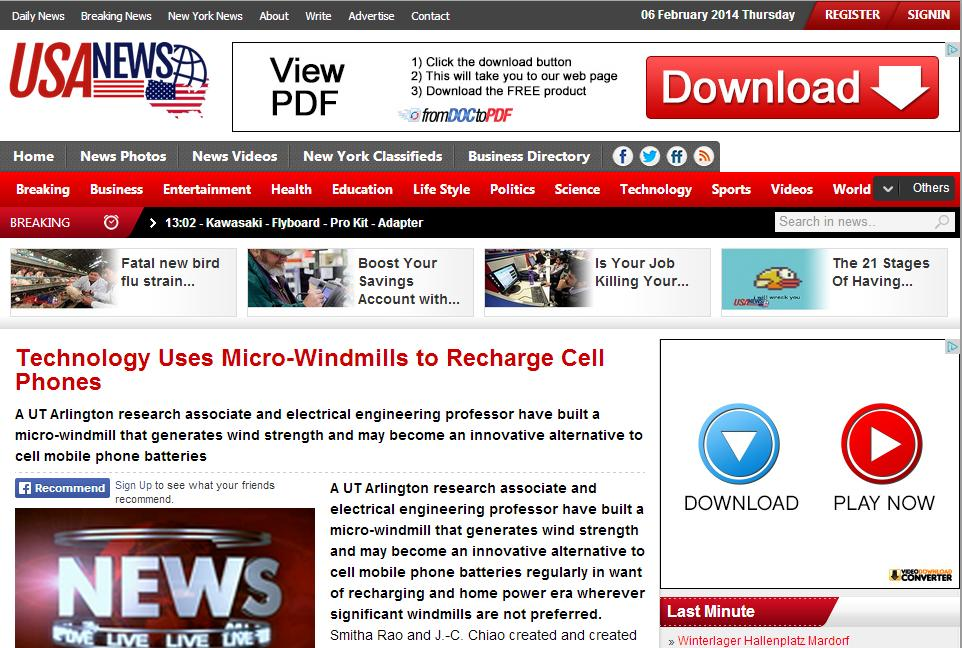 Daily News Breaking News New York News About Write Advertise Contact 06 February 2014 Thursday REGISTER SIGNIN
USANEWS
View
PDF
1) Click the download button
2) This will take you to our web page
3) Download the FREE product
fromDOCtoPDF
Download
Home News Photos News Videos New York Classifieds Business Directory
Breaking Business Entertainment Health Education Life Style Politics Science Technology Sports Videos World Others
BREAKING 13:02 - Kawasaki - Flyboard - Pro Kit - Adapter Search in news..
Fatal new bird
flu strain...
Boost Your
Savings
Account with...
Is Your Job
Killing Your...
USANEWS
I will wreck you
The 21 Stages
Of Having...
Technology Uses Micro-Windmills to Recharge Cell
Phones
A UT Arlington research associate and electrical engineering professor have built a
micro-windmill that generates wind strength and may become an innovative alternative to
cell mobile phone batteries
Recommend Sign Up to see what your friends
recommend.
NEWS
LIVE LIVE LIVE LIVE
A UT Arlington research associate and
electrical engineering professor have built a
micro-windmill that generates wind strength
and may become an innovative alternative to
cell mobile phone batteries regularly in want
of recharging and home power era wherever
significant windmills are not preferred.
Smitha Rao and J.-C. Chiao created and created
DOWNLOAD PLAY NOW
VIDEODOWNLOAD
CONVERTER
Last Minute
» Winterlager Hallenplatz Mardorf